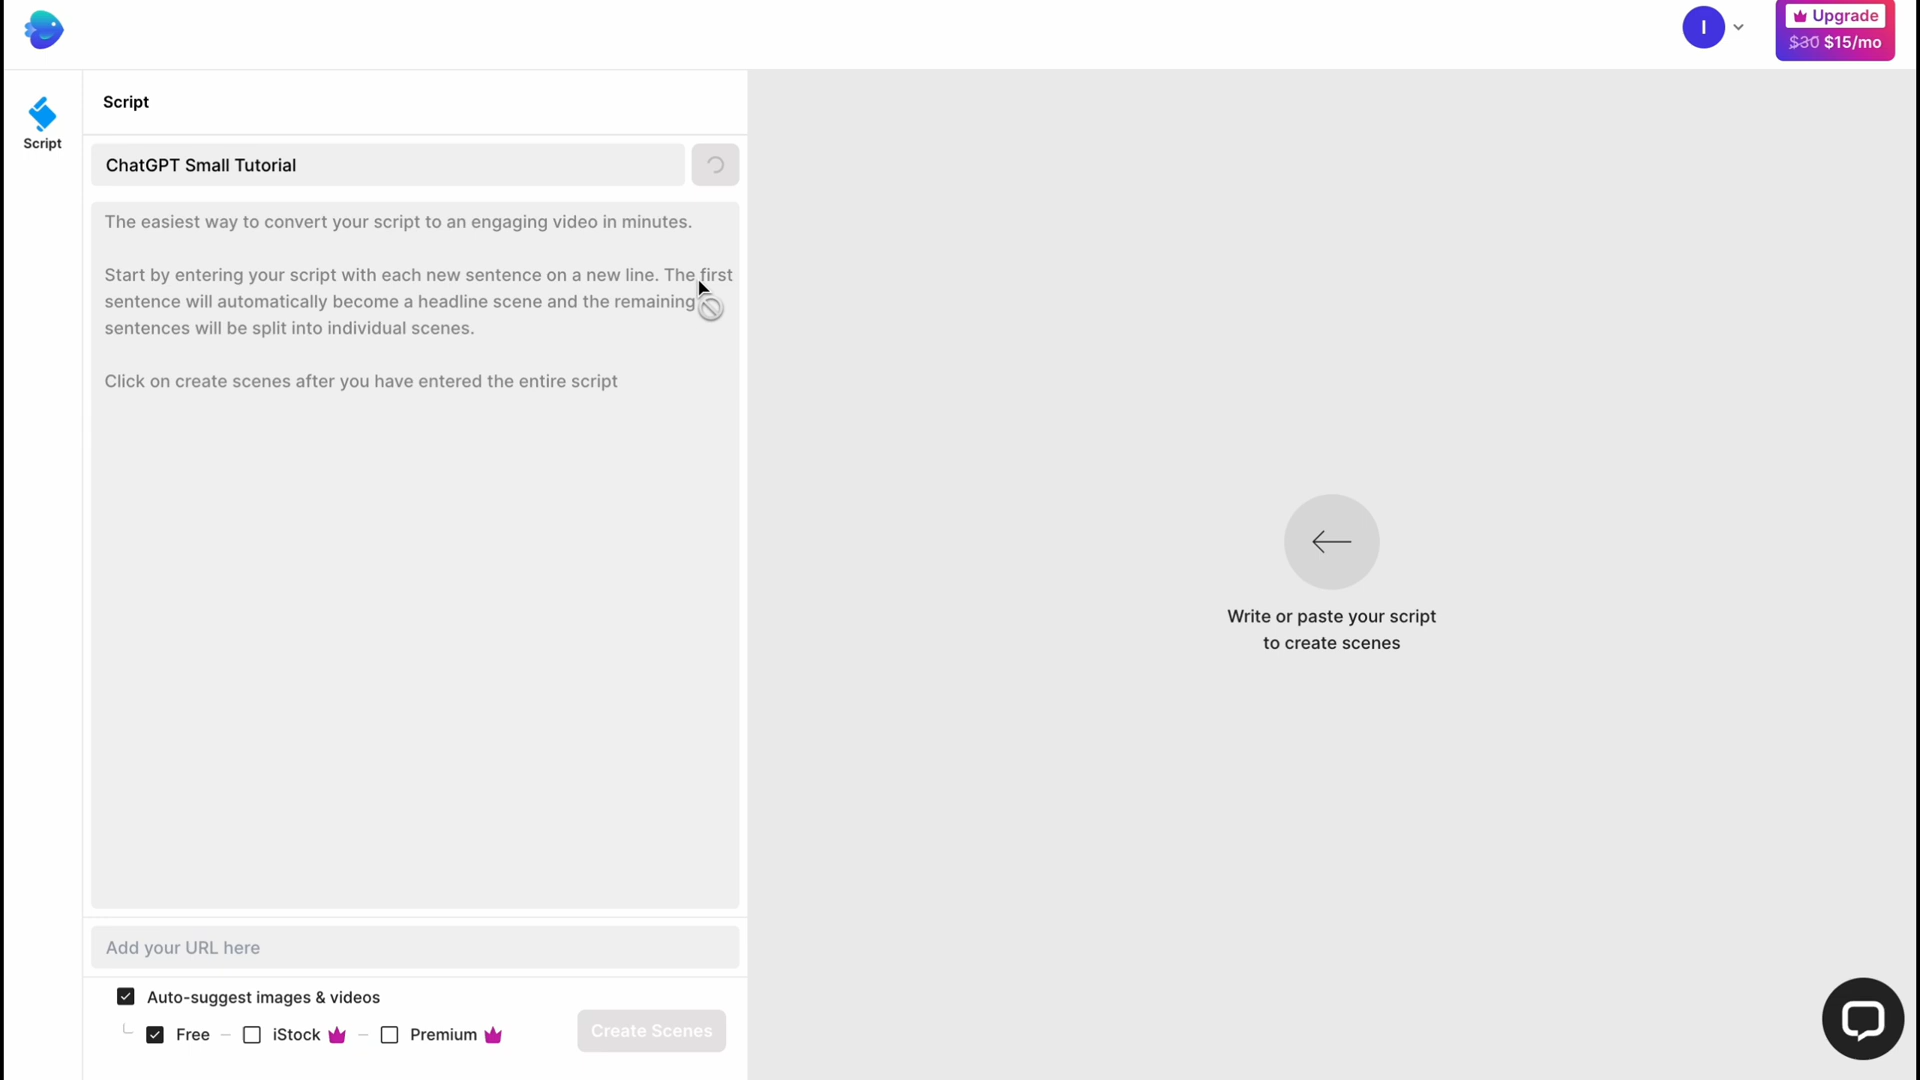 I
Upgrade
$30 $15/mo
Script
Script
ChatGPT Small Tutorial
The easiest way to convert your script to an engaging video in minutes.
Start by entering your script with each new sentence on a new line. The first
sentence will automatically become a headline scene and the remaining
sentences will be split into individual scenes.
Click on create scenes after you have entered the entire script
Write or paste your script
to create scenes
Add your URL here
Auto-suggest images & videos
Free – iStock – Premium
Create Scenes